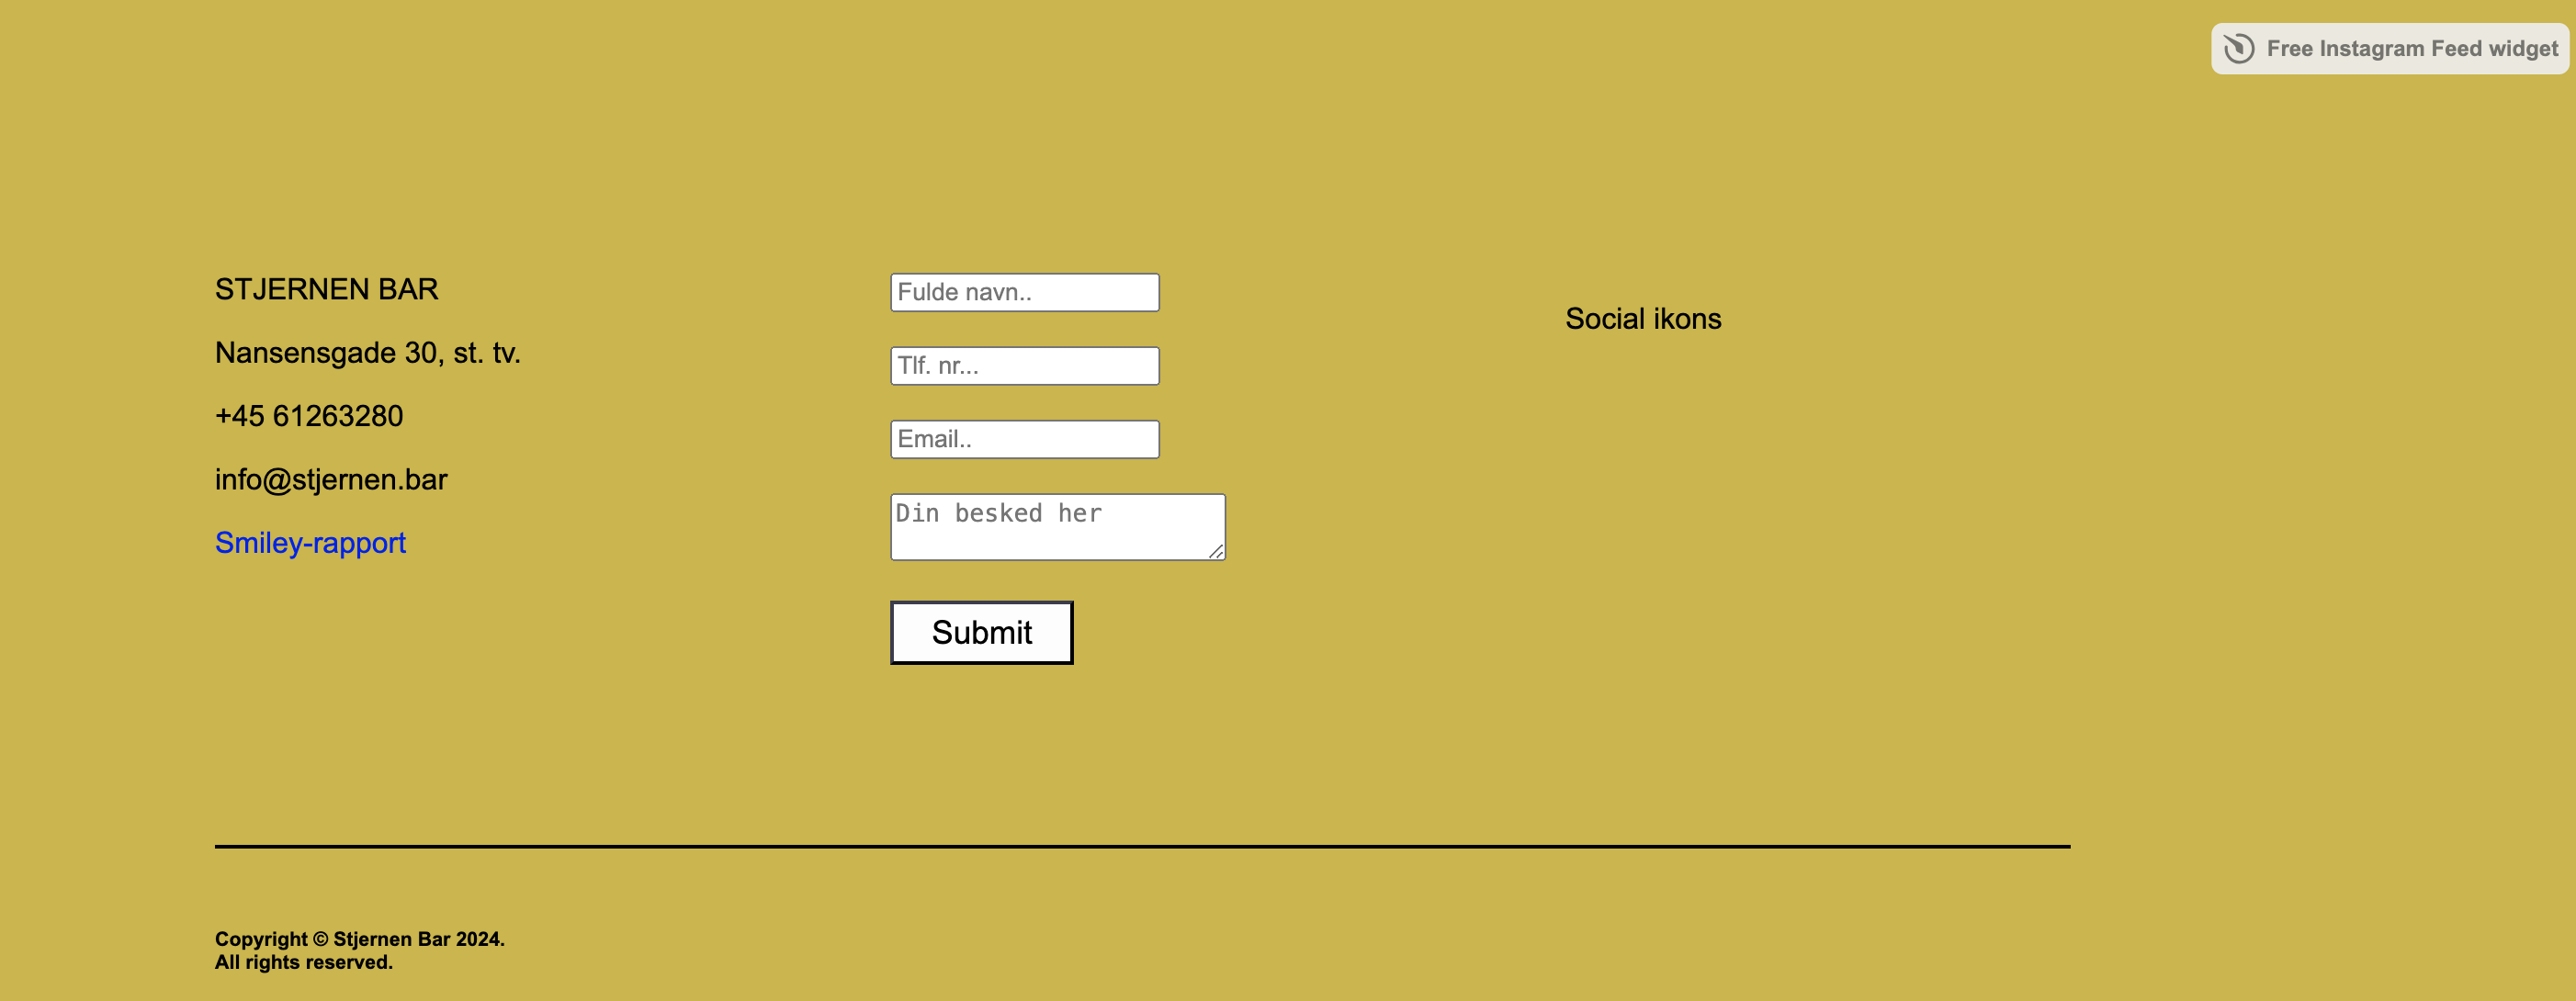 Free Instagram Feed widget
STJERNEN BAR
Nansensgade 30, st. tv.
+45 61263280
info@stjernen.bar
Smiley-rapport
Fulde navn..
Tlf. nr...
Email..
Din besked her
Submit
Social ikons
Copyright © Stjernen Bar 2024.
All rights reserved.